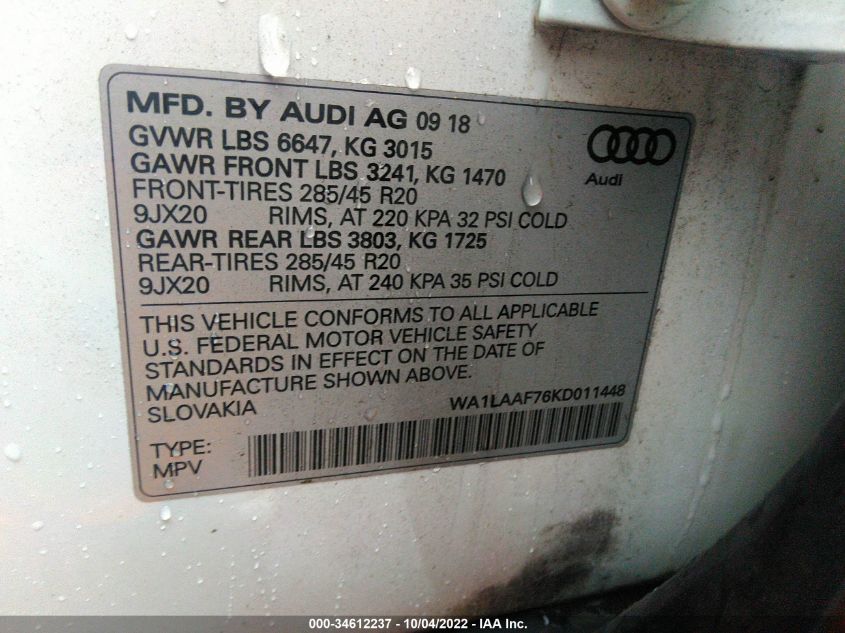 MFD. BY AUDI AG 09 18
GVWR LBS 6647, KG 3015
GAWR FRONT LBS 3241, KG 1470
FRONT-TIRES 285/45 R20
9JX20 RIMS, AT 220 KPA 32 PSI COLD
GAWR REAR LBS 3803, KG 1725
REAR-TIRES 285/45 R20
9JX20 RIMS, AT 240 KPA 35 PSI COLD
Audi
THIS VEHICLE CONFORMS TO ALL APPLICABLE
U.S. FEDERAL MOTOR VEHICLE SAFETY
STANDARDS IN EFFECT ON THE DATE OF
MANUFACTURE SHOWN ABOVE.
SLOVAKIA WA1LAAF76KD011448
TYPE:
MPV
000-34612237 - 10/04/2022 - IAA Inc.